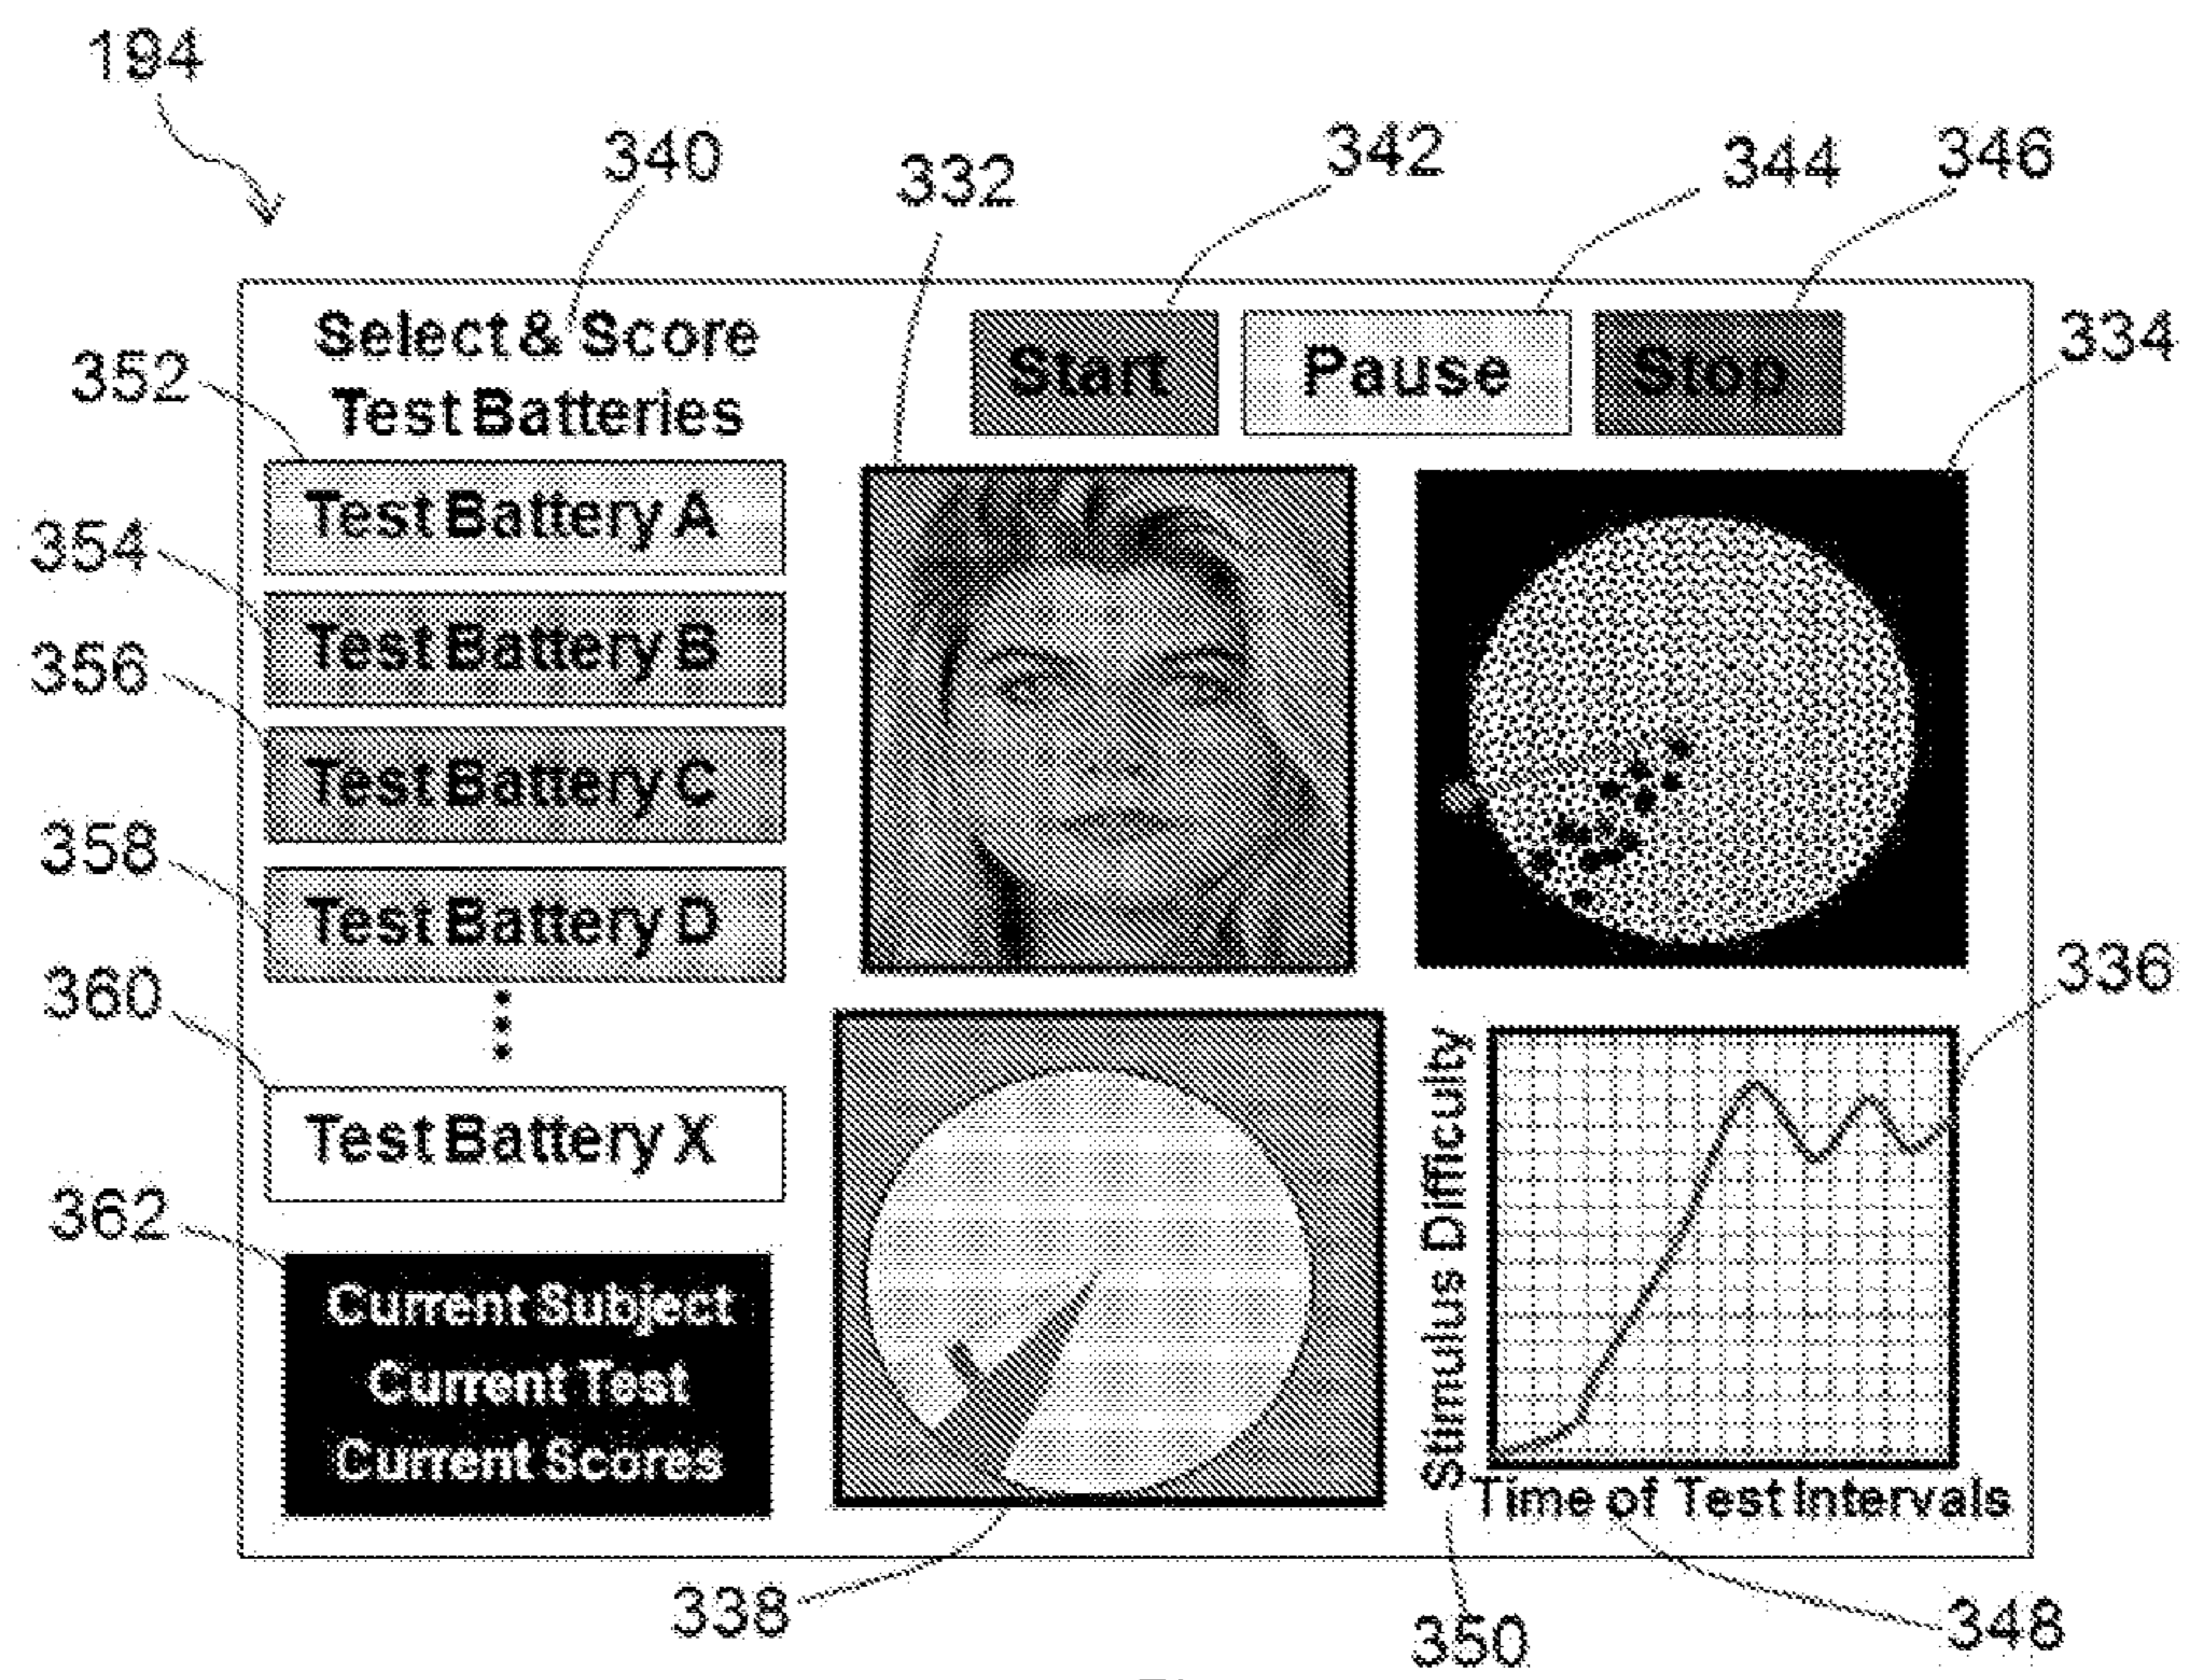 194
340
332
342
344
346
Select & Score
Test Batteries
Start
Pause
Stop
334
352
Test Battery A
354
Test Battery B
356
Test Battery C
358
Test Battery D
360
Test Battery X
336
362
Current Subject
Current Test
Current Scores
Stimulus Difficulty
Time of Test Intervals
338
350
348